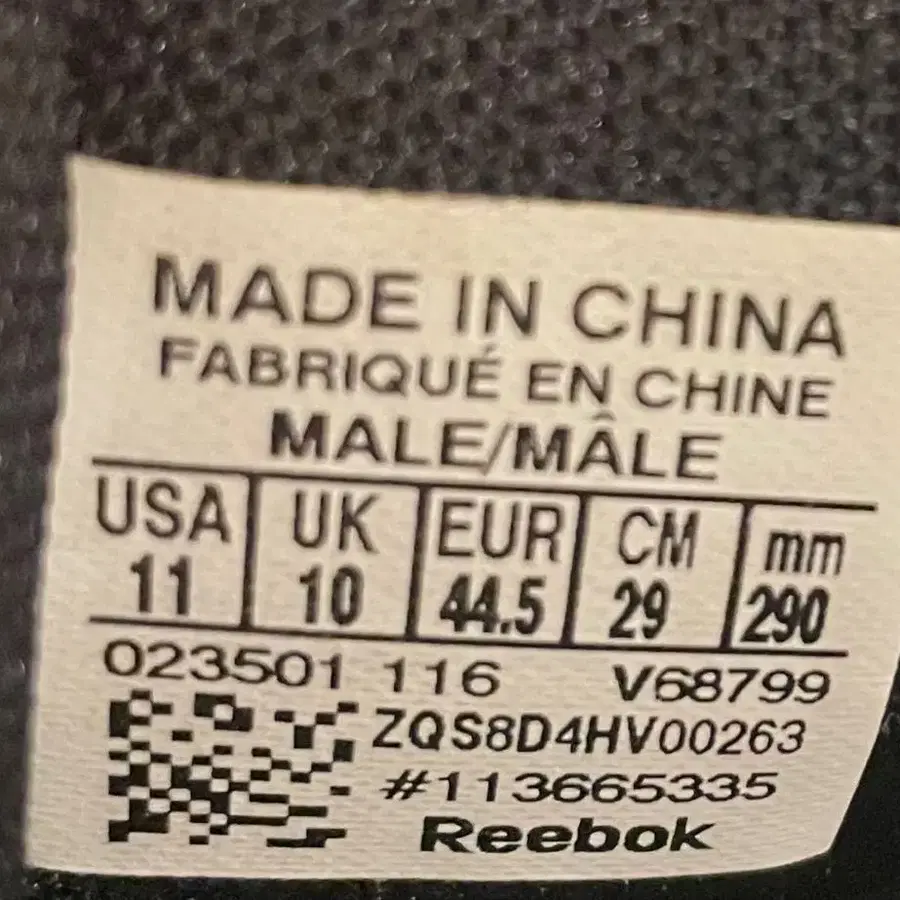 MADE IN CHINA
FABRIQUÉ EN CHINE
MALE/MÂLE
USA UK EUR CM mm
11 10 44.5 29 290
023501 116 V68799
ZQS8D4HV00263
#113665335
Reebok